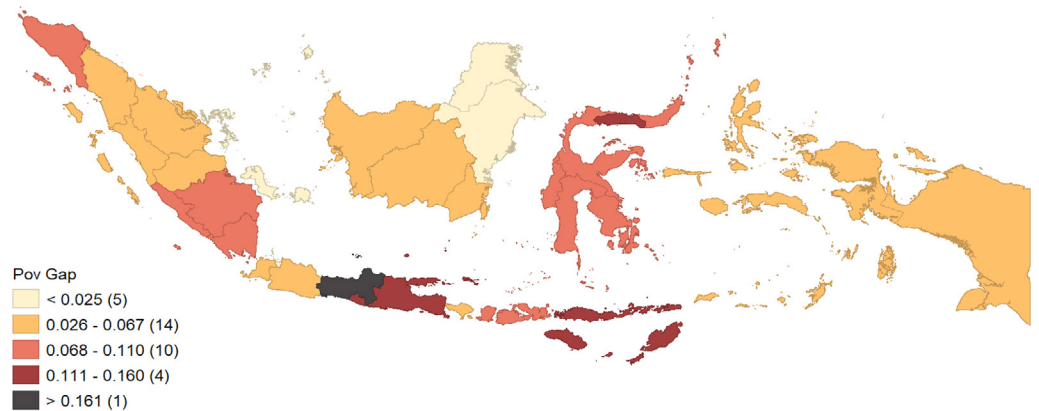 Pov Gap
< 0.025 (5)
0.026 - 0.067 (14)
0.068 - 0.110 (10)
0.111 - 0.160 (4)
> 0.161 (1)